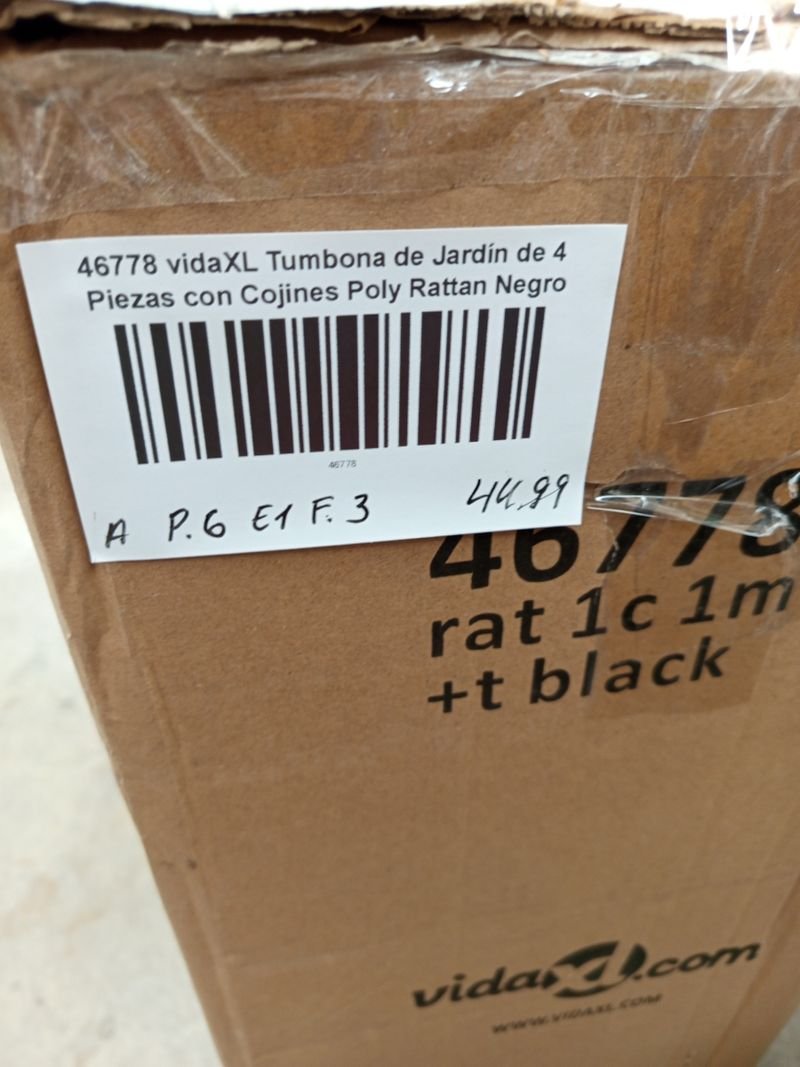 46778 vidaXL Tumbona de Jardín de 4
Piezas con Cojines Poly Rattan Negro
46778
A P.6 E1 F.3 44.99
46778
rat 1c 1m
+t black
vidaXL.com
www.vidaxl.com